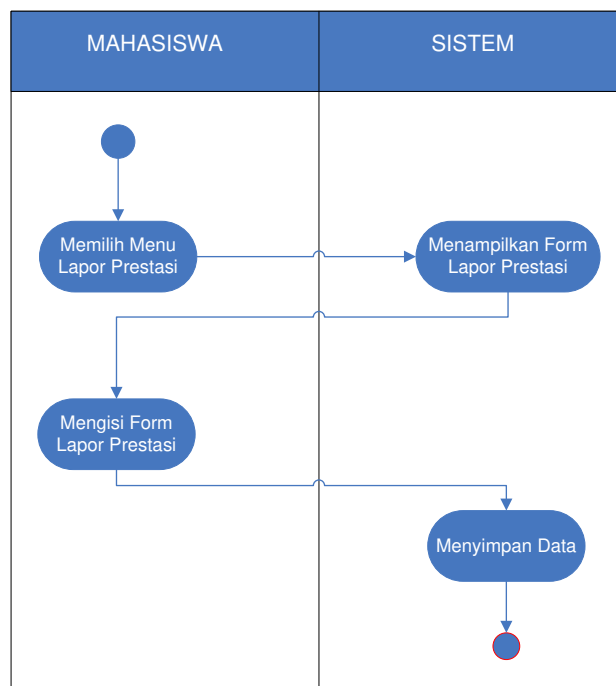 MAHASISWA
SISTEM
Memilih Menu
Lapor Prestasi
Menampilkan Form
Lapor Prestasi
Mengisi Form
Lapor Prestasi
Menyimpan Data